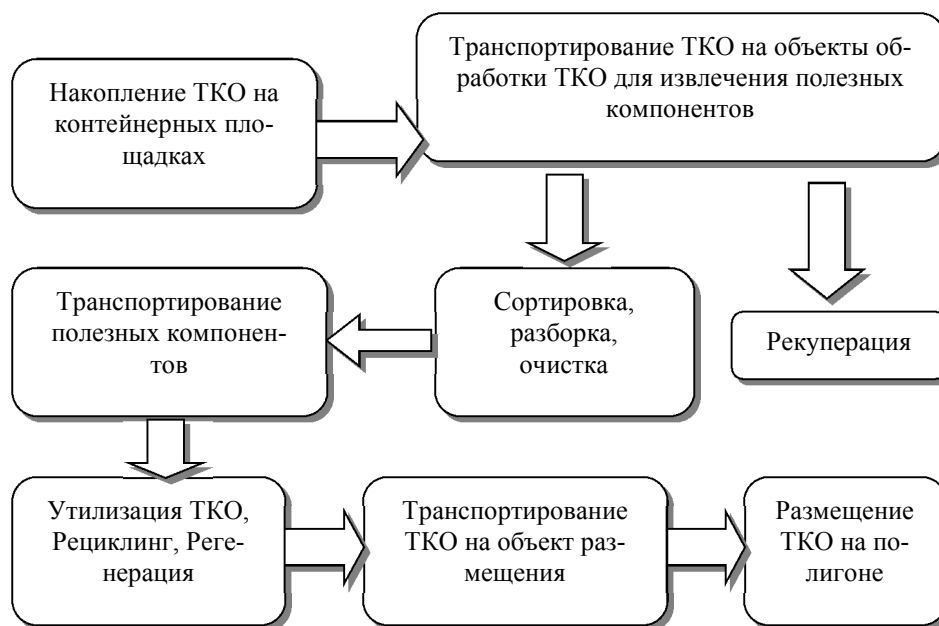 Накопление ТКО на
контейнерных пло-
щадках
Транспортирование ТКО на объекты об-
работки ТКО для извлечения полезных
компонентов
Транспортирование
полезных компонен-
тов
Сортировка,
разборка,
очистка
Рекуперация
Утилизация ТКО,
Рециклинг, Реге-
нерация
Транспортирование
ТКО на объект раз-
мещения
Размещение
ТКО на по-
лигоне